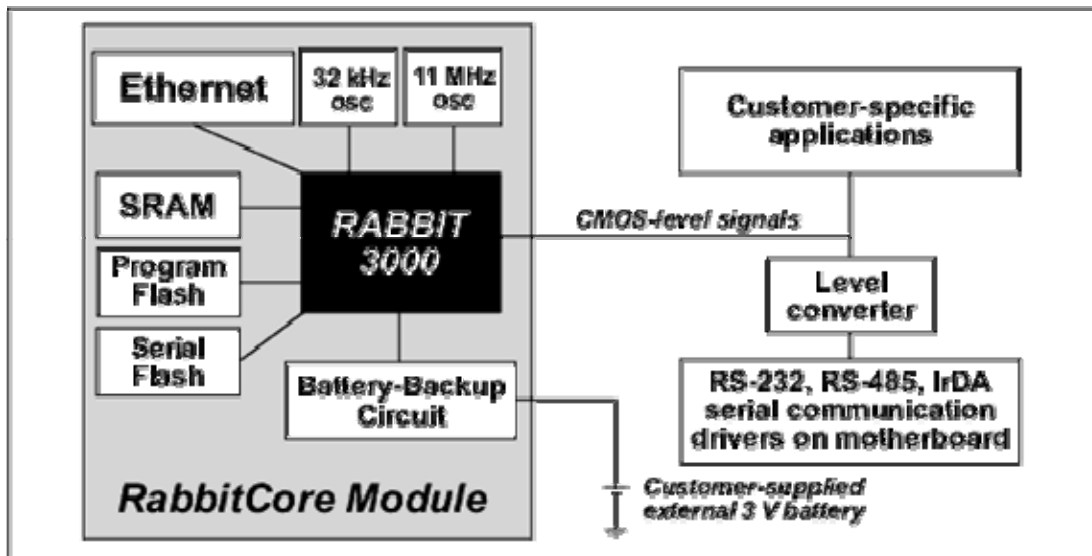 Ethernet
32 kHz
osc
11 MHz
osc
SRAM
Program
Flash
Serial
Flash
RABBIT
3000
Battery-Backup
Circuit
RabbitCore Module
Customer-specific
applications
CMOS-level signals
Level
converter
RS-232, RS-485, IrDA
serial communication
drivers on motherboard
Customer-supplied
external 3 V battery